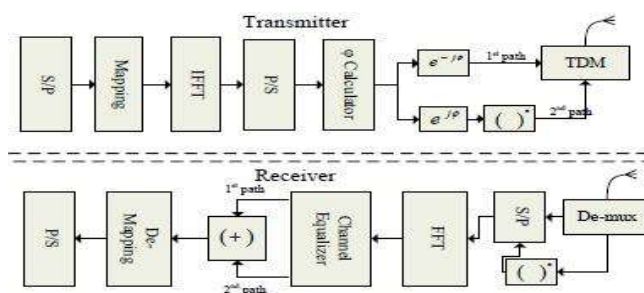 Transmitter
S/P
Mapping
IFFT
P/S
φ Calculator
e^{-jφ}
1st path
TDM
e^{jφ}
( )*
2nd path
Receiver
P/S
De-
Mapping
1st path
(+)
2nd path
Channel
Equalizer
FFT
S/P
( )*
De-mux